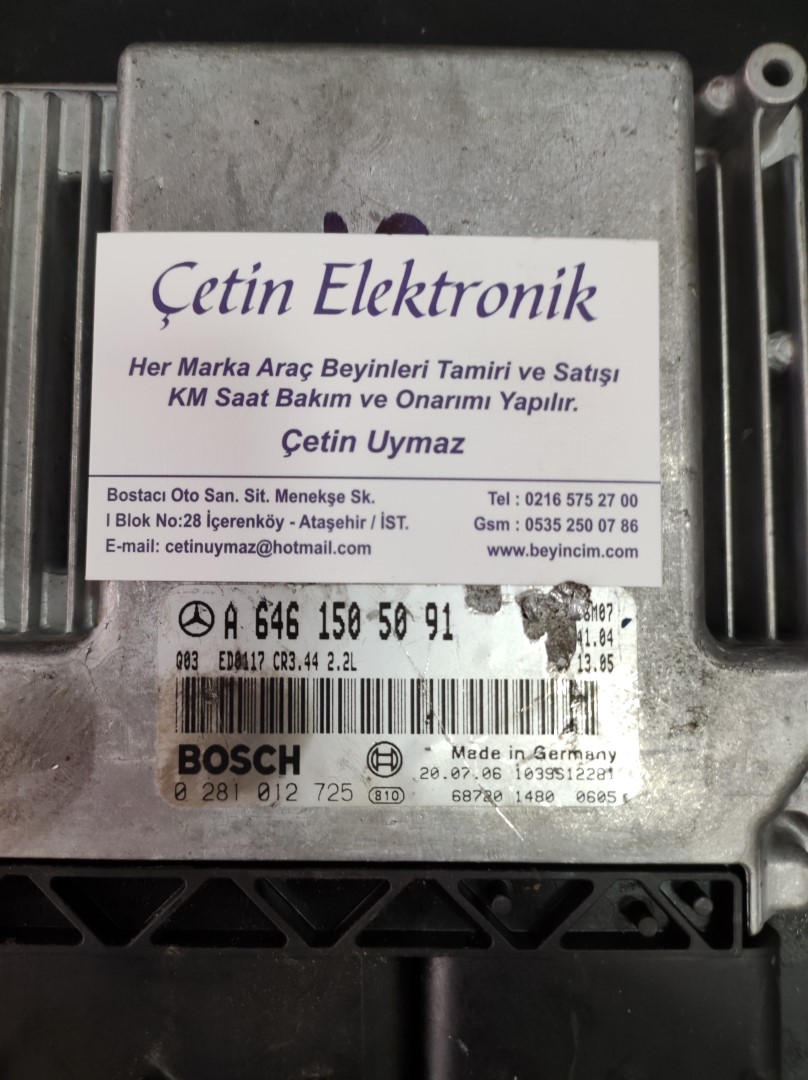 Çetin Elektronik
Her Marka Araç Beyinleri Tamiri ve Satışı
KM Saat Bakım ve Onarımı Yapılır.
Çetin Uymaz
Bostacı Oto San. Sit. Menekşe Sk.
I Blok No:28 İçerenköy - Ataşehir / İST.
E-mail: cetinuymaz@hotmail.com
Tel : 0216 575 27 00
Gsm : 0535 250 07 86
www.beyincim.com
A 646 150 50 91
Q03 ED0117 CR3.44 2.2L
41.04
13.05
BOSCH
Made in Germany
20.07.06 1039S12281
0 281 012 725 810
68780 1480 0605